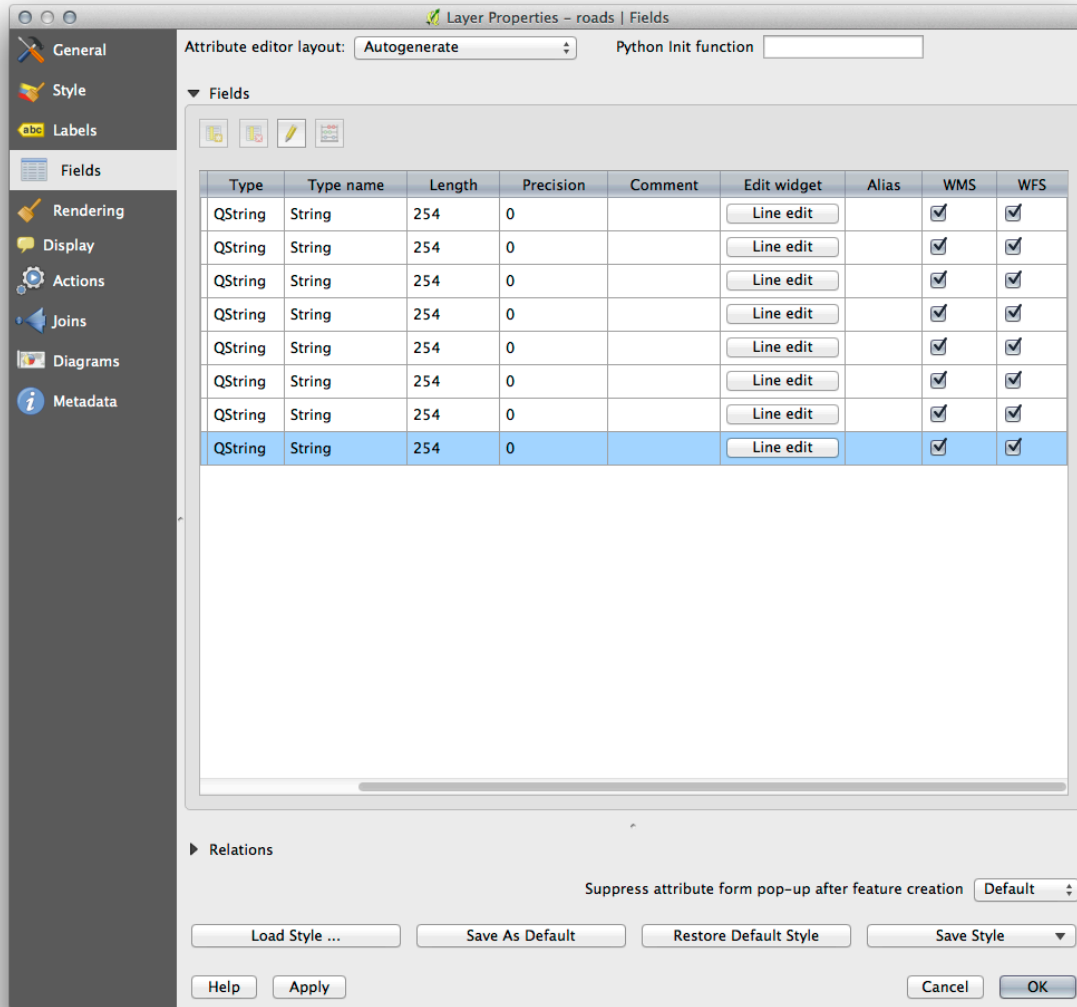 Layer Properties – roads | Fields
General
Style
abc Labels
Fields
Rendering
Display
Actions
Joins
Diagrams
i Metadata
Attribute editor layout: Autogenerate Python Init function
Fields
Type Type name Length Precision Comment Edit widget Alias WMS WFS
QString String 254 0 Line edit
QString String 254 0 Line edit
QString String 254 0 Line edit
QString String 254 0 Line edit
QString String 254 0 Line edit
QString String 254 0 Line edit
QString String 254 0 Line edit
QString String 254 0 Line edit
Relations
Suppress attribute form pop-up after feature creation Default
Load Style ... Save As Default Restore Default Style Save Style
Help Apply Cancel OK